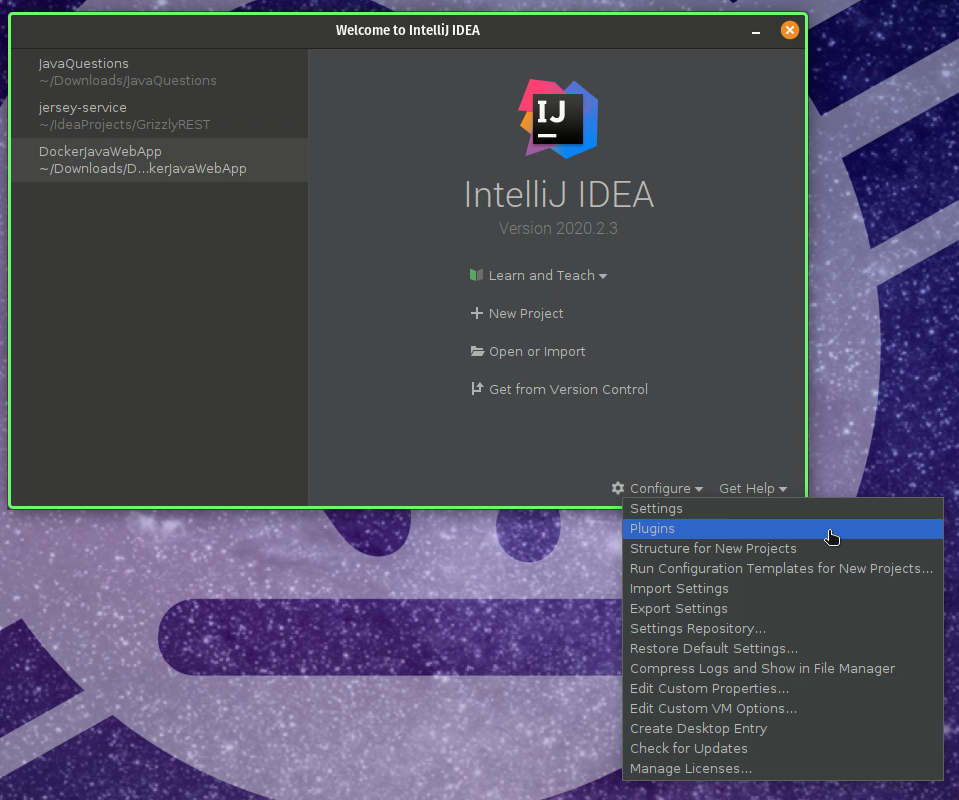 Welcome to IntelliJ IDEA
JavaQuestions
~/Downloads/JavaQuestions
jersey-service
~/IdeaProjects/GrizzlyREST
DockerJavaWebApp
~/Downloads/D...kerJavaWebApp
IJ
IntelliJ IDEA
Version 2020.2.3
Learn and Teach
New Project
Open or Import
Get from Version Control
Configure
Get Help
Settings
Plugins
Structure for New Projects
Run Configuration Templates for New Projects...
Import Settings
Export Settings
Settings Repository...
Restore Default Settings...
Compress Logs and Show in File Manager
Edit Custom Properties...
Edit Custom VM Options...
Create Desktop Entry
Check for Updates
Manage Licenses...